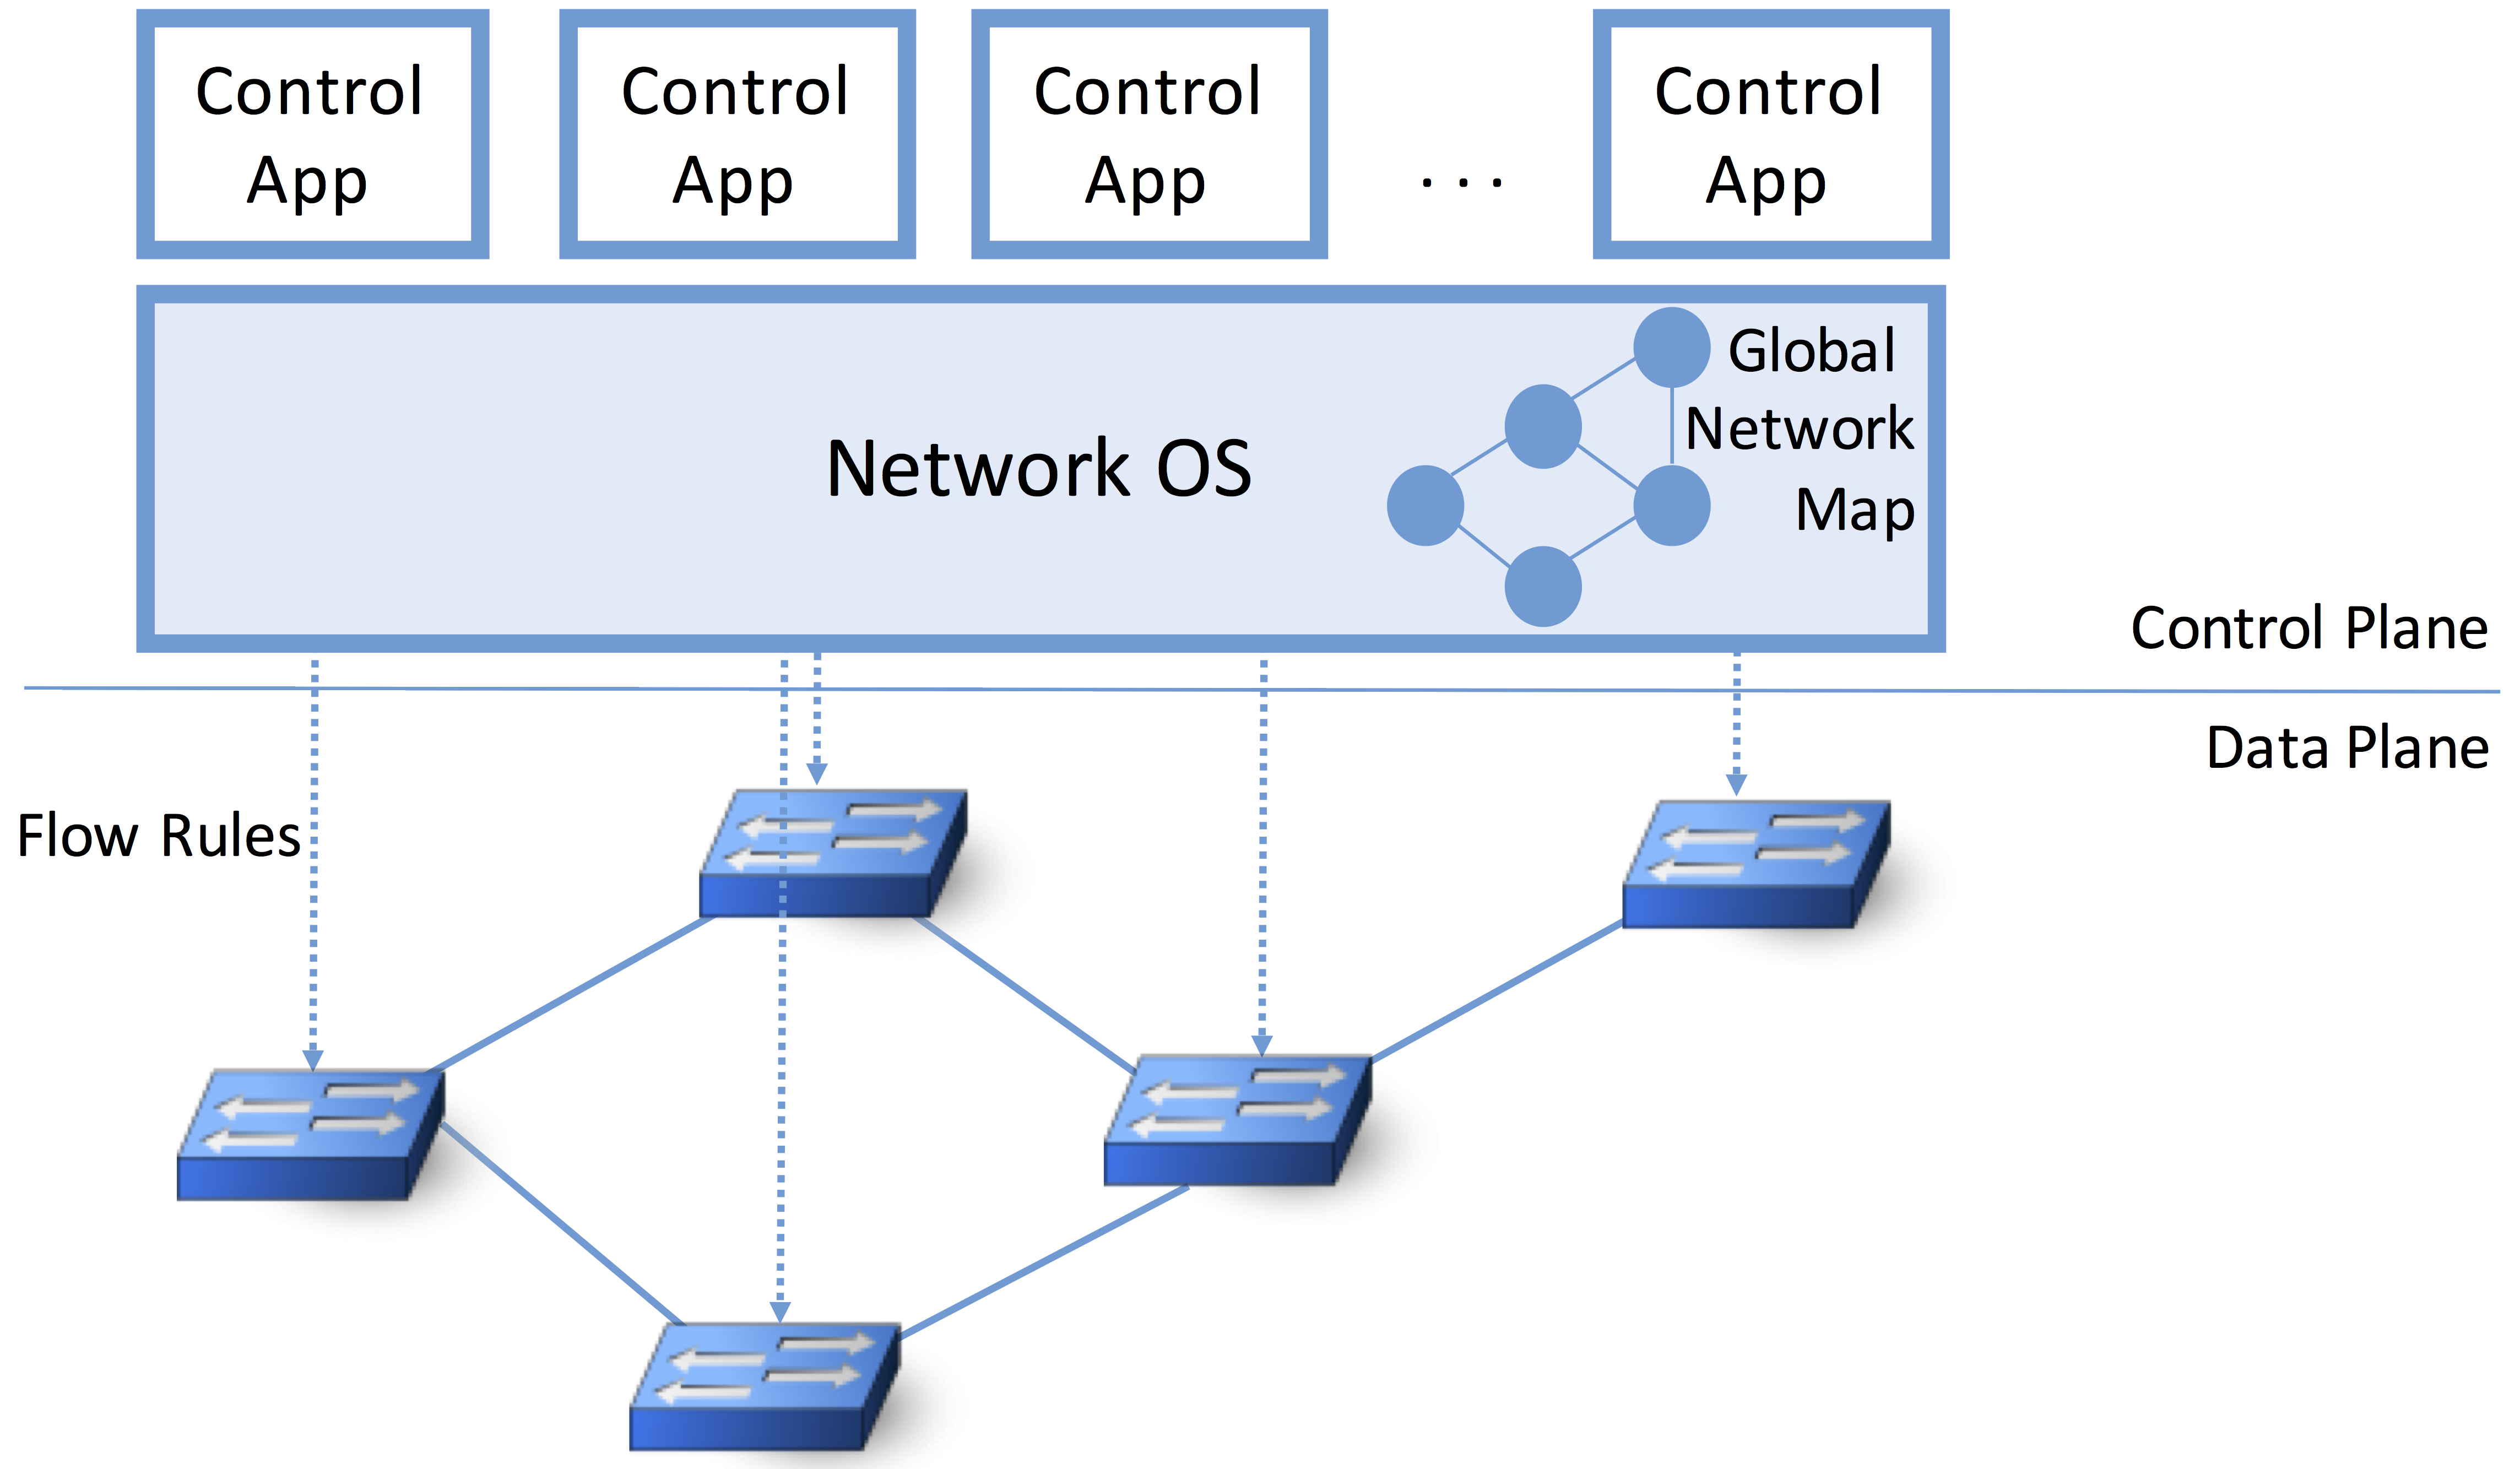 Control
App
Control
App
Control
App
. . .
Control
App
Network OS
Global
Network
Map
Control Plane
Data Plane
Flow Rules